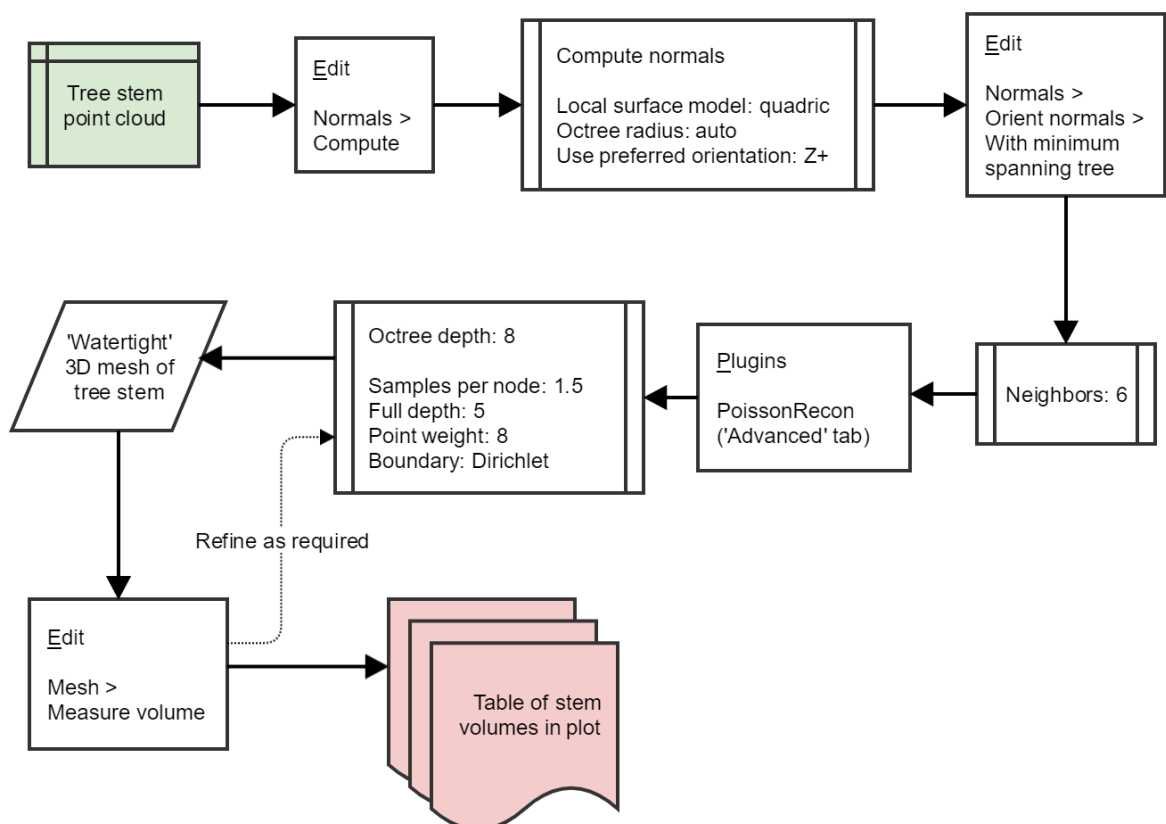 Tree stem
point cloud
Edit
Normals >
Compute
Compute normals
Local surface model: quadric
Octree radius: auto
Use preferred orientation: Z+
Edit
Normals >
Orient normals >
With minimum
spanning tree
Neighbors: 6
Plugins
PoissonRecon
('Advanced' tab)
Octree depth: 8
Samples per node: 1.5
Full depth: 5
Point weight: 8
Boundary: Dirichlet
'Watertight'
3D mesh of
tree stem
Refine as required
Edit
Mesh >
Measure volume
Table of stem
volumes in plot